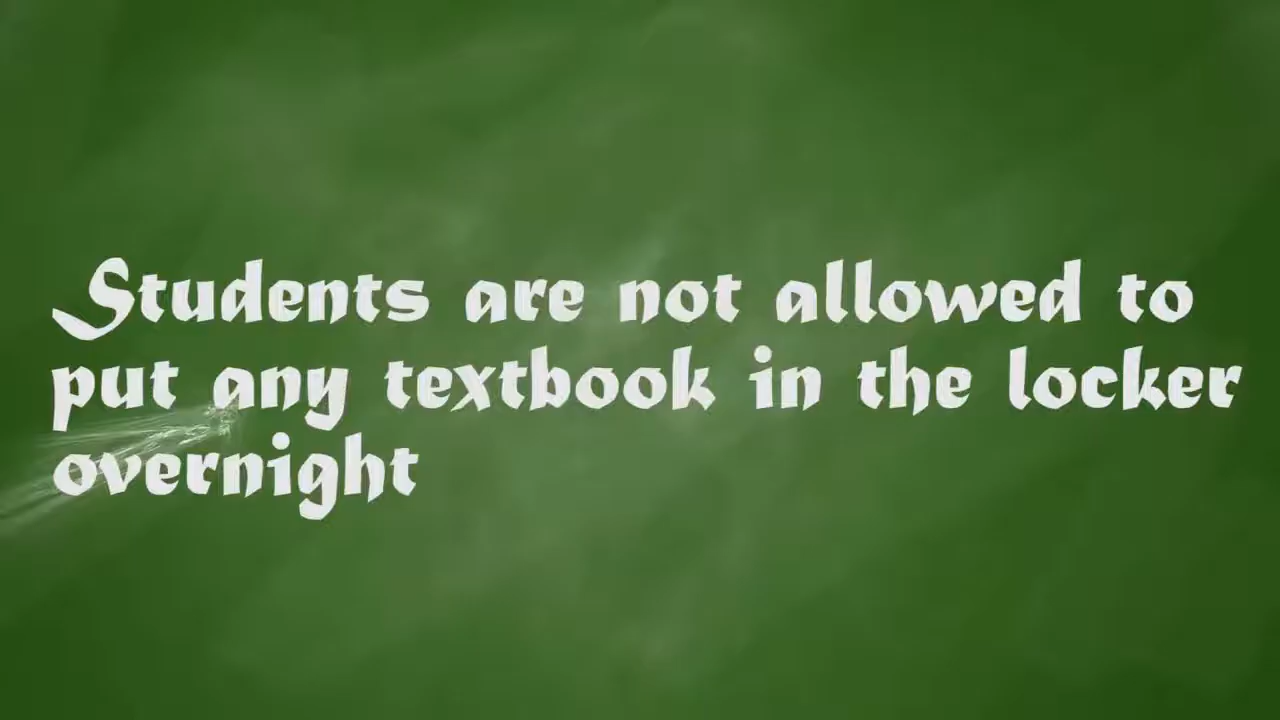 Students are not allowed to
put any textbook in the locker
overnight